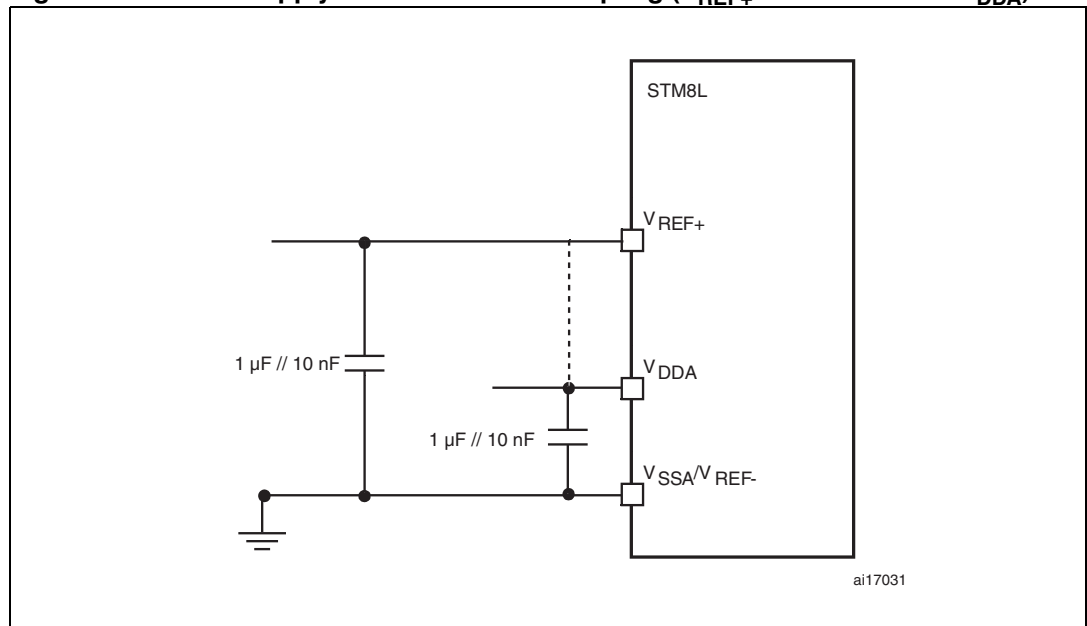 STM8L
VREF+
1 µF // 10 nF
VDDA
1 µF // 10 nF
VSSA/VREF-
ai17031